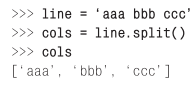 >>> line = ‘aaa bbb ccc’
>>> cols = line.split()
>>> cols
[‘aaa’, ‘bbb’, ‘ccc’]